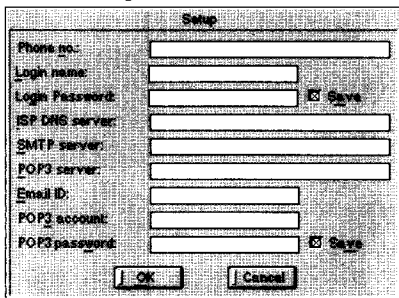 Setup
Phone no.:
Login name:
Login Password:
Save
ISP DNS server:
SMTP server:
POP3 server:
Email ID:
POP3 account:
POP3 password:
Save
OK
Cancel